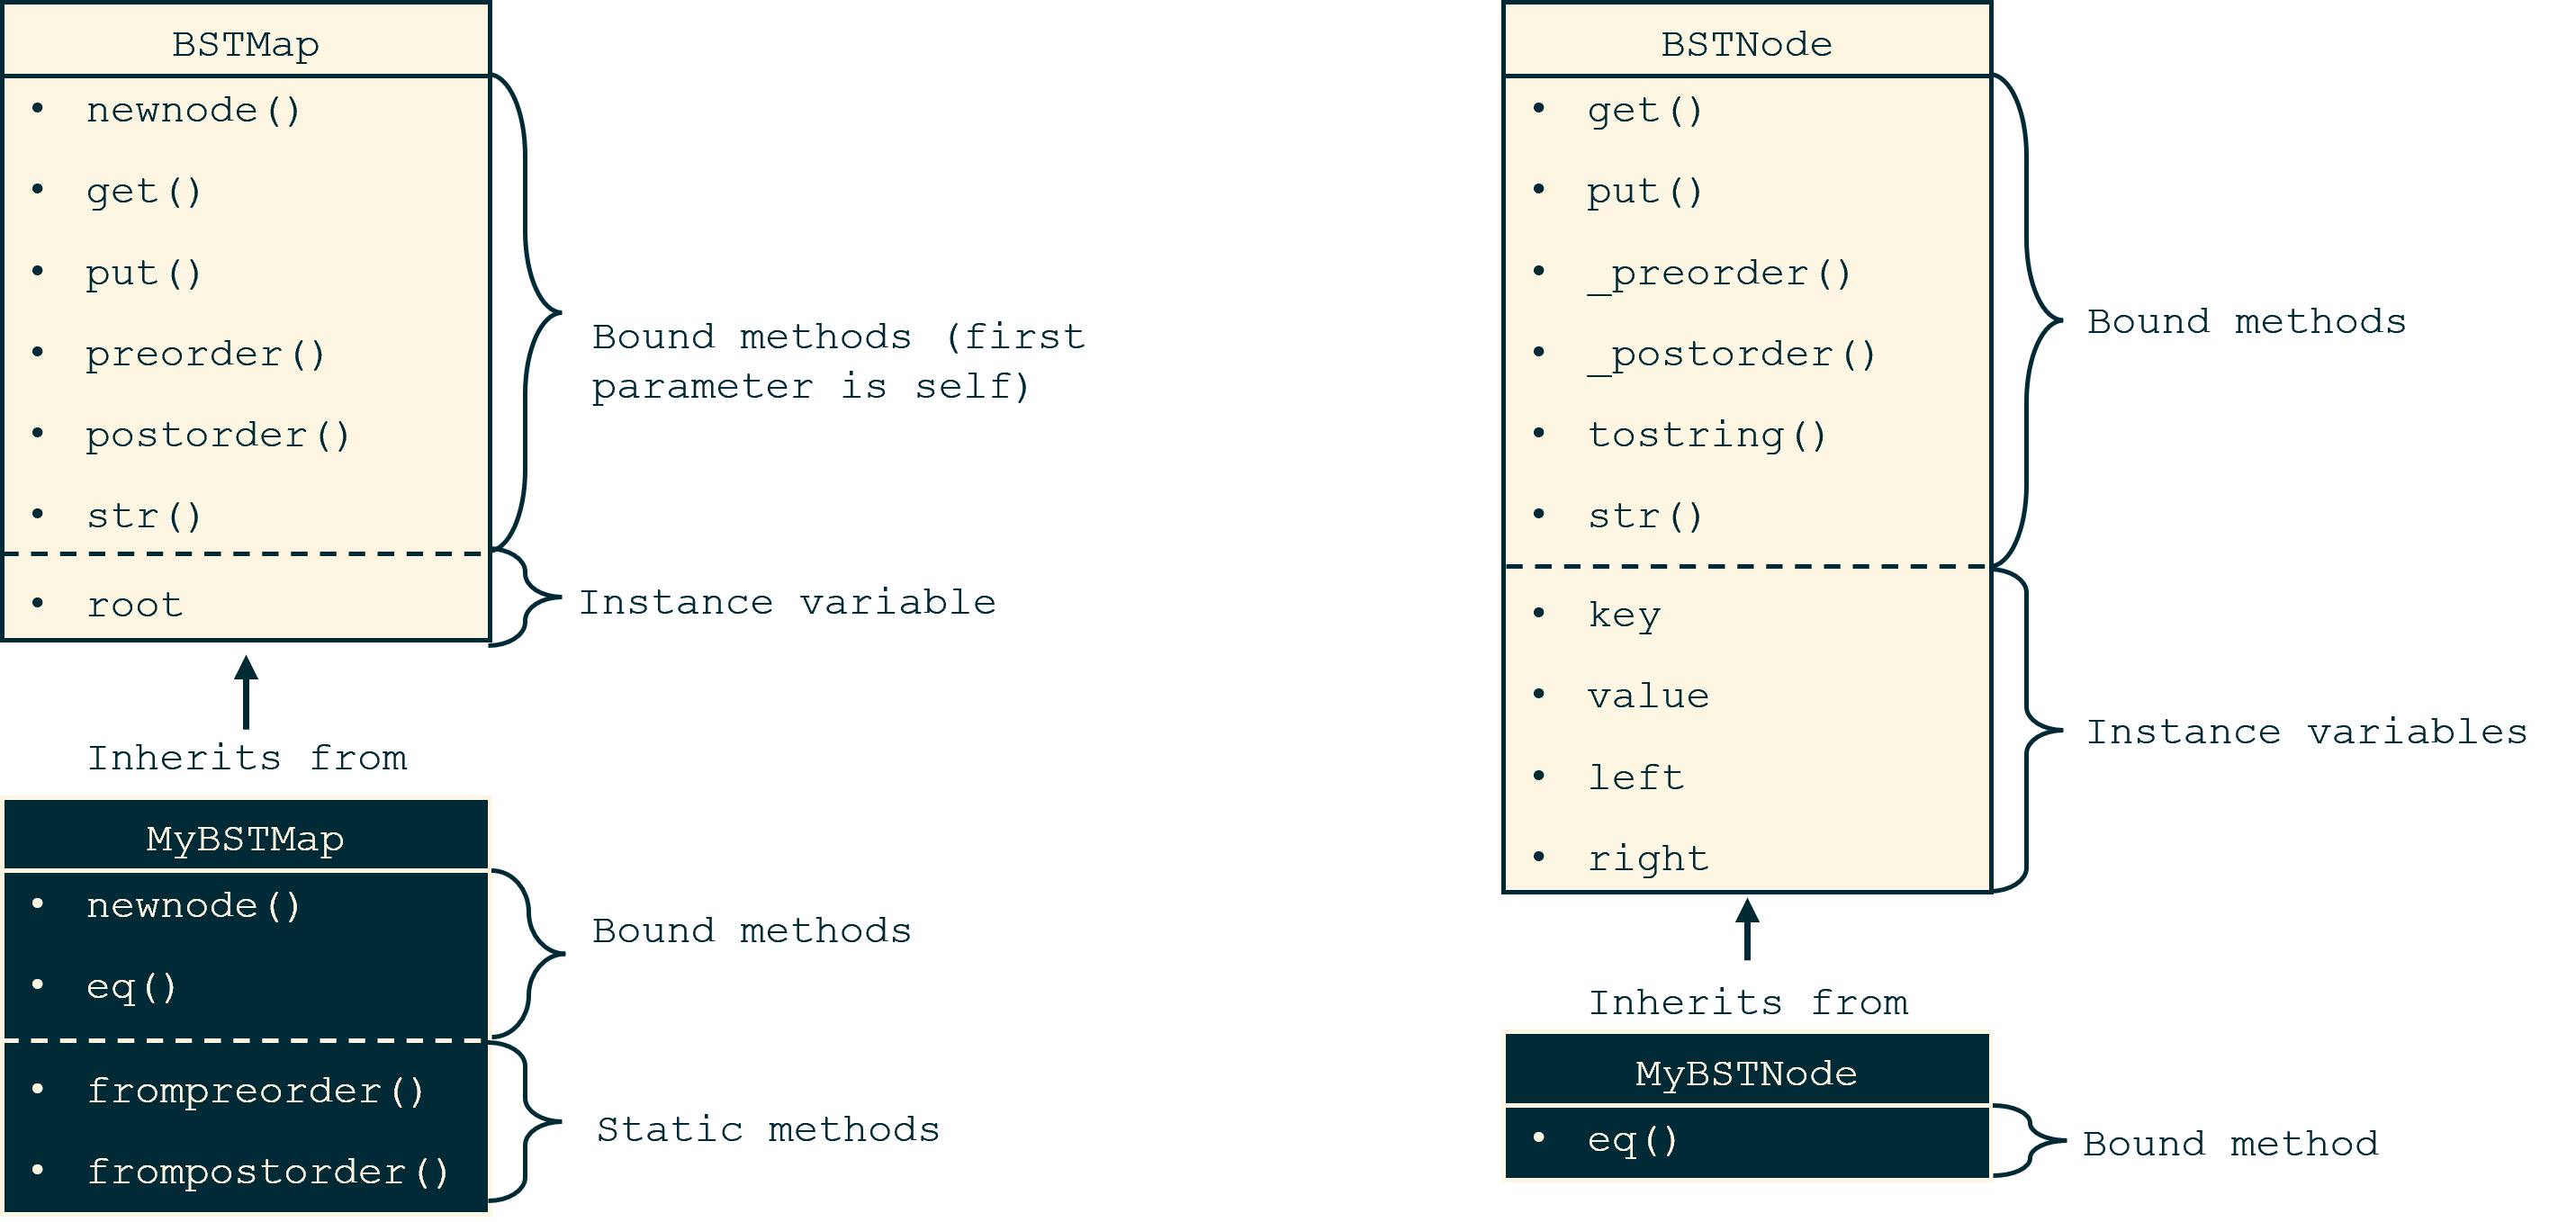 BSTMap
• newnode()
• get()
• put()
• preorder()
• postorder()
• str()
• root
Bound methods (first
parameter is self)
Instance variable
Inherits from
MyBSTMap
• newnode()
• eq()
• frompreorder()
• frompostorder()
Bound methods
Static methods
BSTNode
• get()
• put()
• _preorder()
• _postorder()
• tostring()
• str()
• key
• value
• left
• right
Bound methods
Instance variables
Inherits from
MyBSTNode
• eq()
Bound method